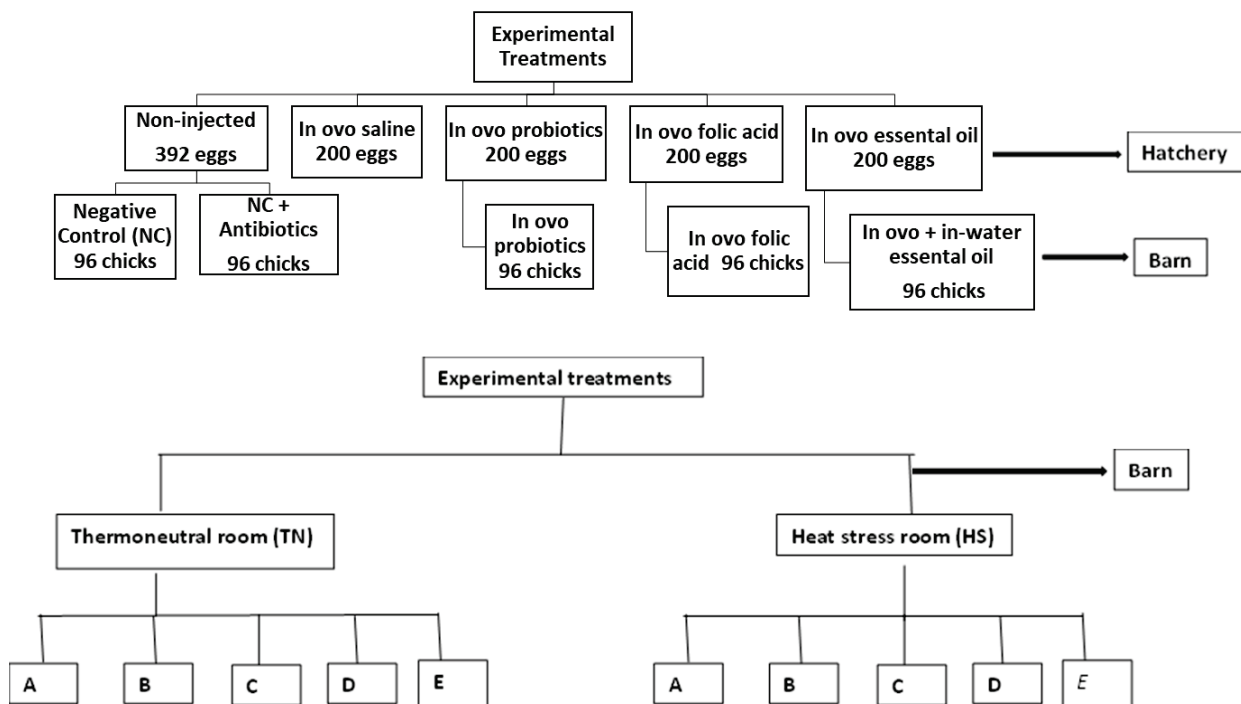 Experimental
Treatments
Non-injected
392 eggs
In ovo saline
200 eggs
In ovo probiotics
200 eggs
In ovo folic acid
200 eggs
In ovo essental oil
200 eggs
Hatchery
Negative
Control (NC)
96 chicks
NC +
Antibiotics
96 chicks
In ovo
probiotics
96 chicks
In ovo folic
acid 96 chicks
In ovo + in-water
essential oil
96 chicks
Barn
Experimental treatments
Barn
Thermoneutral room (TN)
Heat stress room (HS)
A
B
C
D
E
A
B
C
D
E